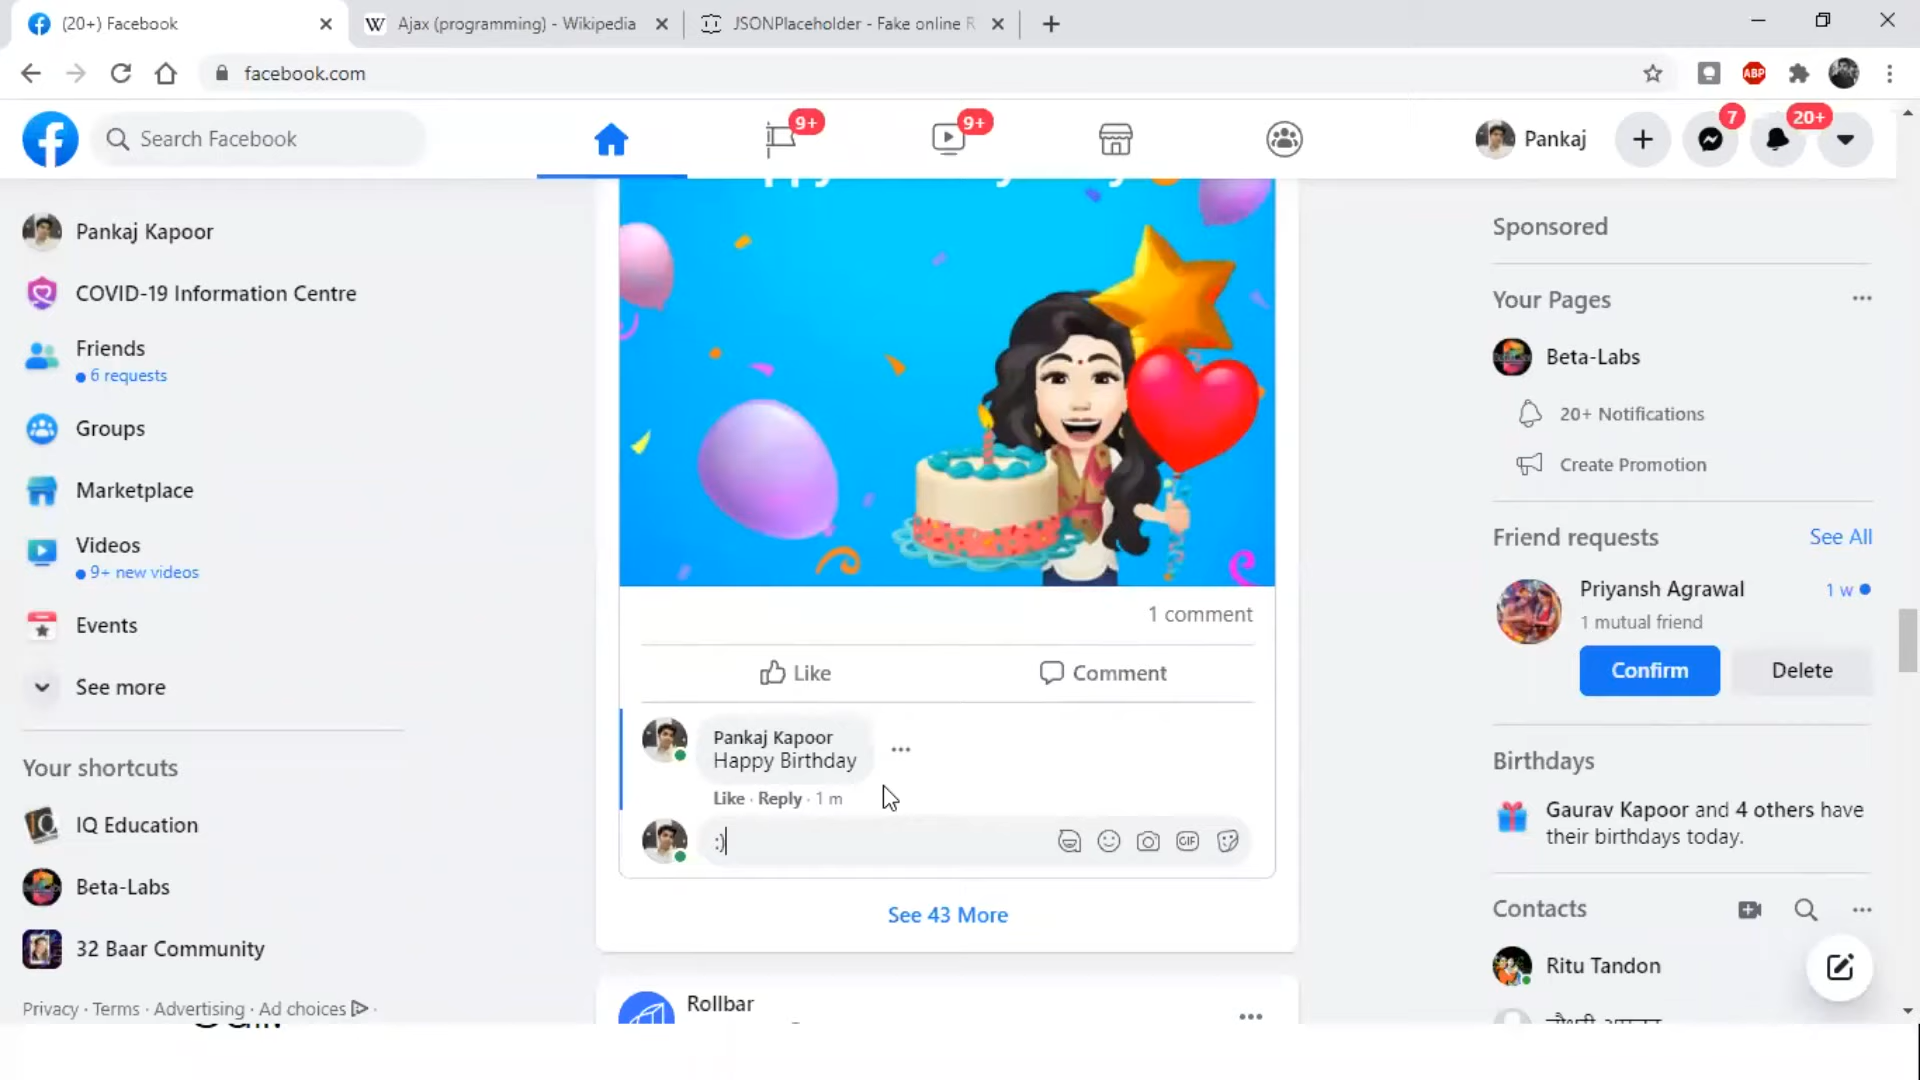 (20+) Facebook
Ajax (programming) - Wikipedia
JSONPlaceholder - Fake online R
facebook.com
ABP
Search Facebook
9+
9+
Pankaj
7
20+
Pankaj Kapoor
COVID-19 Information Centre
Friends
6 requests
Groups
Marketplace
Videos
9+ new videos
Events
See more
Your shortcuts
IQ Education
Beta-Labs
32 Baar Community
Privacy · Terms · Advertising · Ad choices ·
1 comment
Like
Comment
Pankaj Kapoor
Happy Birthday
Like · Reply · 1 m
:)
GIF
See 43 More
Rollbar
Sponsored
Your Pages
Beta-Labs
20+ Notifications
Create Promotion
Friend requests
See All
Priyansh Agrawal
1 w
1 mutual friend
Confirm
Delete
Birthdays
Gaurav Kapoor and 4 others have
their birthdays today.
Contacts
Ritu Tandon